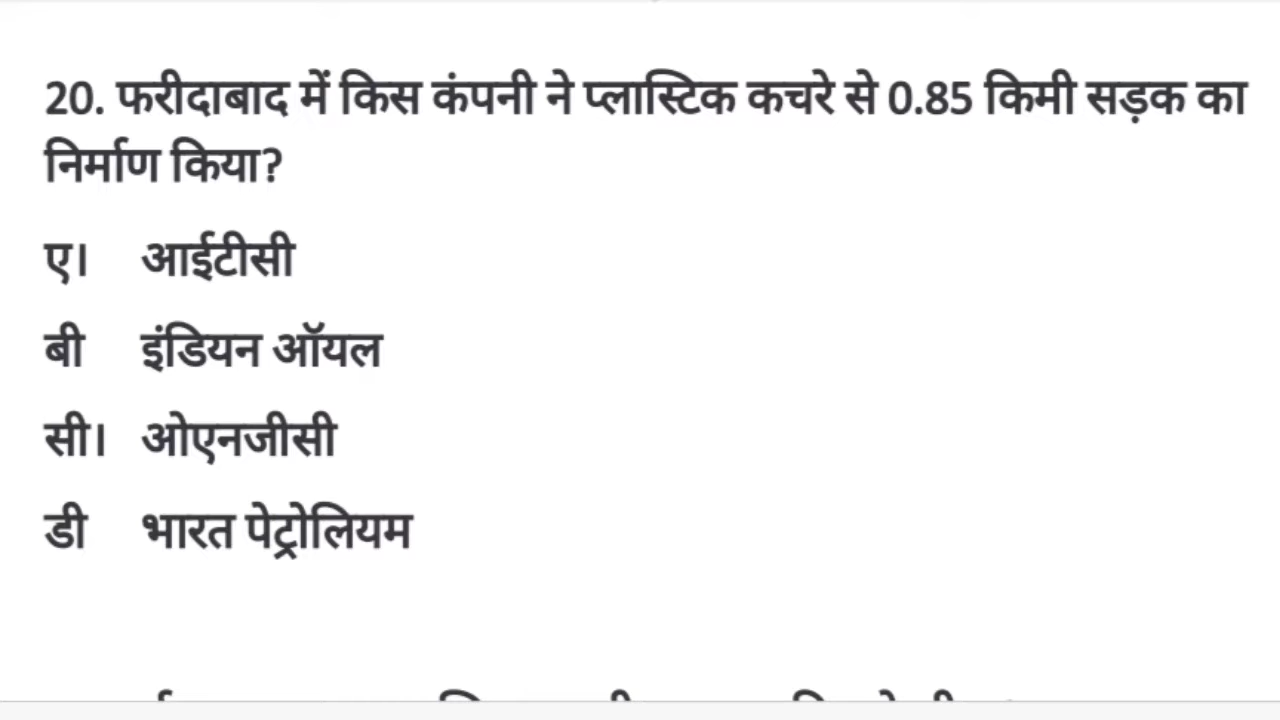 20. फरीदाबाद में किस कंपनी ने प्लास्टिक कचरे से 0.85 किमी सड़क का
निर्माण किया?
ए। आईटीसी
बी इंडियन ऑयल
सी। ओएनजीसी
डी भारत पेट्रोलियम